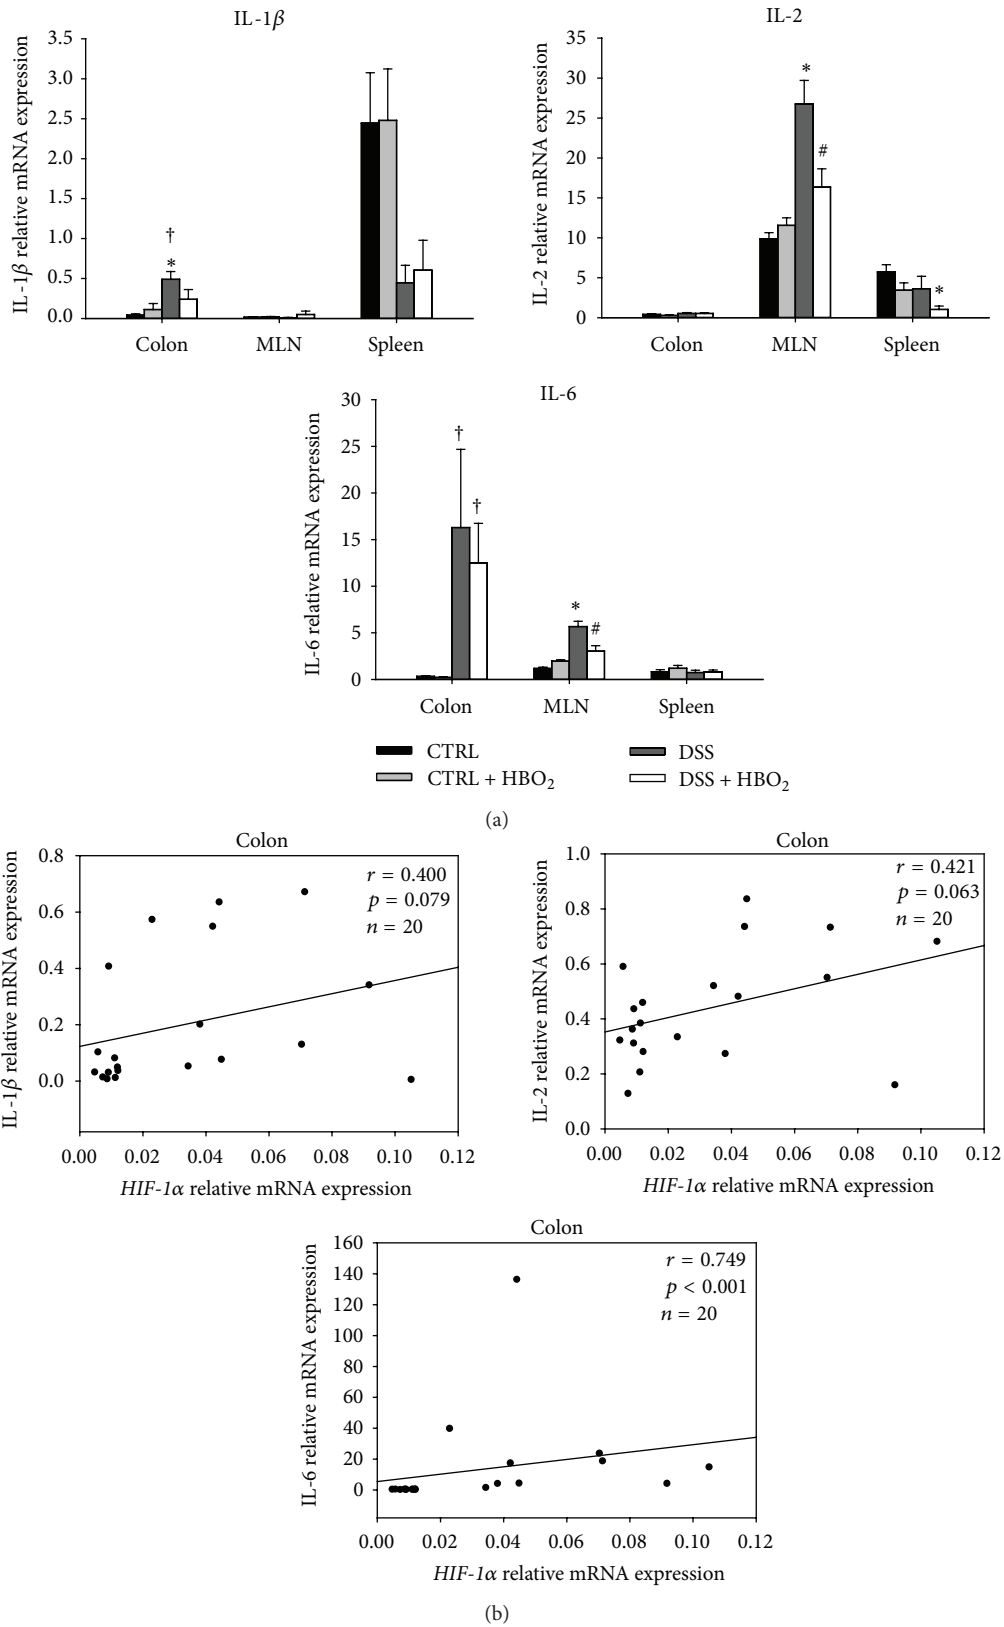 IL-1β
IL-1β relative mRNA expression
3.5
3.0
2.5
2.0
1.5
1.0
0.5
0.0
†
*
Colon MLN Spleen
IL-2
IL-2 relative mRNA expression
35
30
25
20
15
10
5
0
*
#
*
Colon MLN Spleen
IL-6
IL-6 relative mRNA expression
30
25
20
15
10
5
0
†
†
*
#
Colon MLN Spleen
CTRL
CTRL + HBO₂
DSS
DSS + HBO₂
(a)
Colon
IL-1β relative mRNA expression
0.8
0.6
0.4
0.2
0.0
r = 0.400
p = 0.079
n = 20
0.00 0.02 0.04 0.06 0.08 0.10 0.12
HIF-1α relative mRNA expression
Colon
IL-2 relative mRNA expression
1.0
0.8
0.6
0.4
0.2
0.0
r = 0.421
p = 0.063
n = 20
0.00 0.02 0.04 0.06 0.08 0.10 0.12
HIF-1α relative mRNA expression
Colon
IL-6 relative mRNA expression
160
140
120
100
80
60
40
20
0
r = 0.749
p < 0.001
n = 20
0.00 0.02 0.04 0.06 0.08 0.10 0.12
HIF-1α relative mRNA expression
(b)